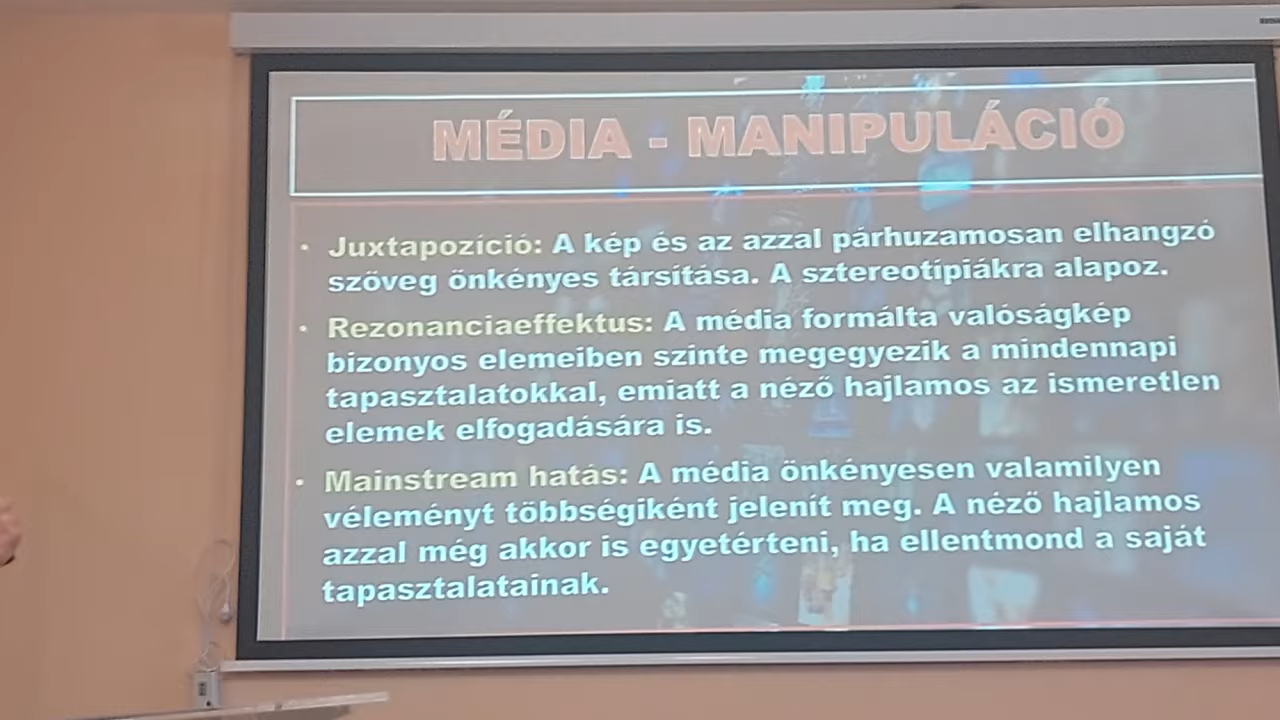 MÉDIA - MANIPULÁCIÓ
• Juxtapozíció: A kép és az azzal párhuzamosan elhangzó
szöveg önkényes társítása. A sztereotípiákra alapoz.
• Rezonanciaeffektus: A média formálta valóságkép
bizonyos elemeiben szinte megegyezik a mindennapi
tapasztalatokkal, emiatt a néző hajlamos az ismeretlen
elemek elfogadására is.
• Mainstream hatás: A média önkényesen valamilyen
véleményt többségiként jelenít meg. A néző hajlamos
azzal még akkor is egyetérteni, ha ellentmond a saját
tapasztalatainak.